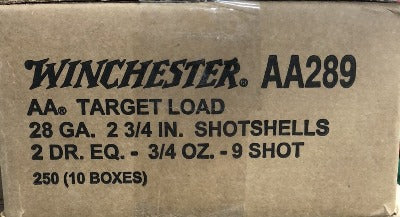 WINCHESTER® AA289
AA® TARGET LOAD
28 GA. 2 3/4 IN. SHOTSHELLS
2 DR. EQ. - 3/4 OZ. - 9 SHOT
250 (10 BOXES)